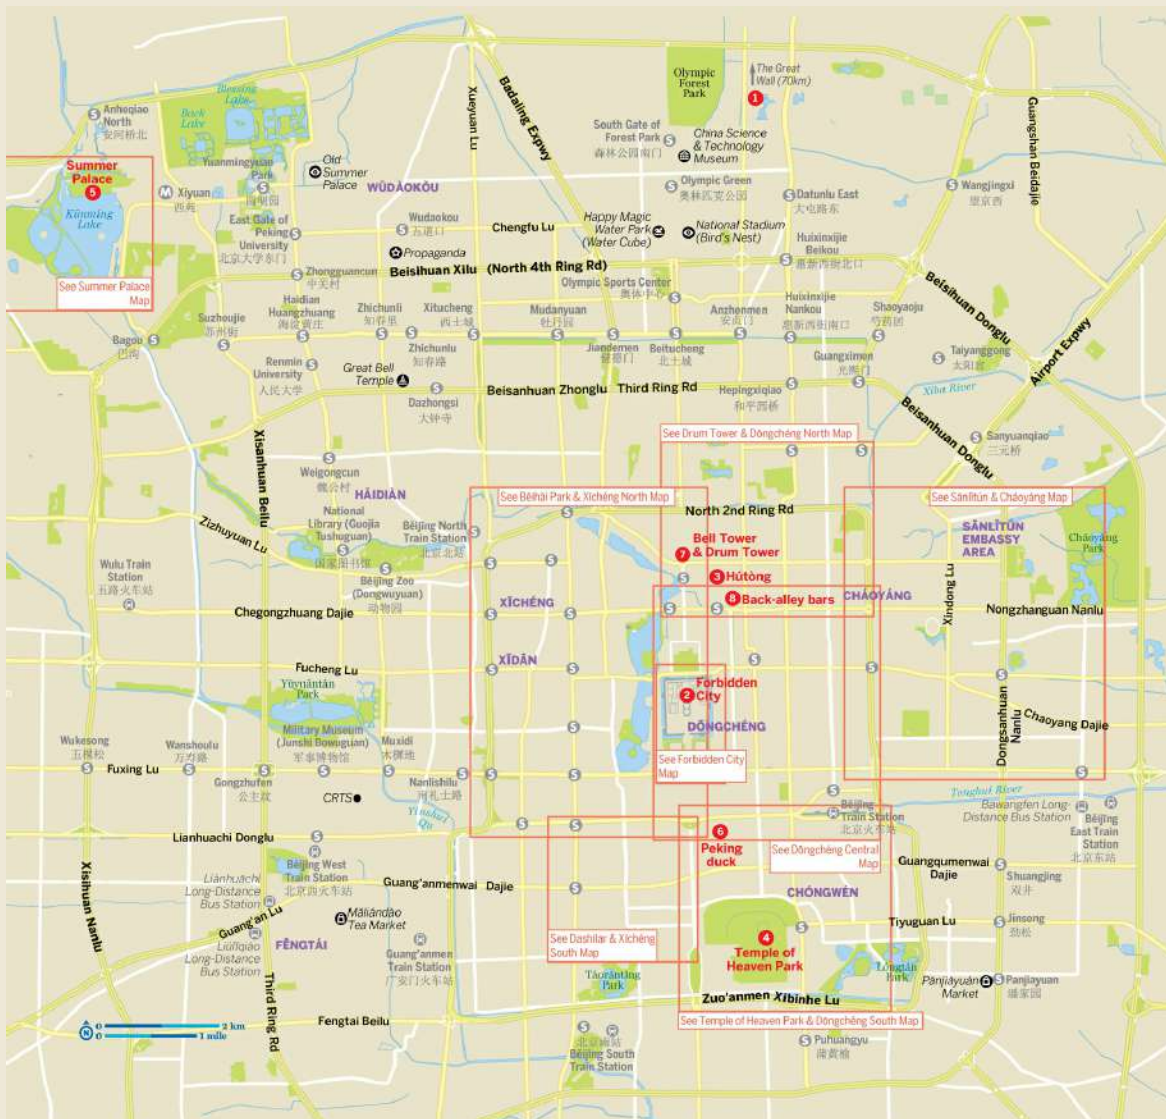 The Great
Wall (70km)
1
Olympic
Forest
Park
Blessing
Lake
Back
Lake
Anheqiao
North
安河桥北
Xueyuan Lu
Badaling Expwy
Guangshan Beidajie
South Gate of
Forest Park
森林公园南门
China Science
& Technology
Museum
Yuanmingyuan
Park
圆明园
Old
Summer
Palace
Summer
Palace
5
Kūnmíng
Lake
Xiyuan
西苑
WǓDÀOKǑU
Olympic Green
奥林匹克公园
Datunlu East
大屯路东
Wangjingxi
望京西
East Gate of
Peking
University
北京大学东门
Wudaokou
五道口
Chengfu Lu
Happy Magic
Water Park
(Water Cube)
National Stadium
(Bird's Nest)
Huixinxijie
Beikou
惠新西街北口
Propaganda
Zhongguancun
中关村
Beisihuan Xilu (North 4th Ring Rd)
Olympic Sports Center
奥体中心
See Summer Palace
Map
Beisihuan Donglu
Airport Expwy
Suzhoujie
苏州街
Haidian
Huangzhuang
海淀黄庄
Zhichunli
知春里
Xitucheng
西土城
Mudanyuan
牡丹园
Anzhenmen
安贞门
Huixinxijie
Nankou
惠新西街南口
Shaoyaoju
芍药居
Bagou
巴沟
Zhichunlu
知春路
Jiandemen
健德门
Beitucheng
北土城
Guangximen
光熙门
Taiyanggong
太阳宫
Renmin
University
人民大学
Great Bell
Temple
Dazhongsi
大钟寺
Beisanhuan Zhonglu Third Ring Rd
Hepingxiqiao
和平西桥
Xiba River
Beisanhuan Donglu
Sanyuanqiao
三元桥
See Drum Tower & Dōngchéng North Map
Xisanhuan Beilu
Weigongcun
魏公村
HǍIDIÀN
See Běihǎi Park & Xīchéng North Map
See Sānlǐtún & Cháoyáng Map
Zizhuyuan Lu
National
Library (Guojia
Tushuguan)
国家图书馆
Běijīng North
Train Station
北京北站
North 2nd Ring Rd
SĀNLǏTÚN
EMBASSY
AREA
Cháoyáng
Park
Bell Tower
7
& Drum Tower
Wulu Train
Station
五路火车站
Běijīng Zoo
(Dongwuyuan)
动物园
3
Hútòng
8
Back-alley bars
XĪCHÉNG
CHÁOYÁNG
Xindong Lu
Chegongzhuang Dajie
Nongzhanguan Nanlu
Fucheng Lu
XĪDĀN
Yùyuāntán
Park
2
Forbidden
City
DŌNGCHÉNG
Dongsanhuan
Nanlu
Chaoyang Dajie
Military Museum
(Junshi Bowuguan)
军事博物馆
Muxidi
木樨地
Wukesong
五棵松
Wanshoulu
万寿路
Fuxing Lu
Gongzhufen
公主坟
Nanlishilu
南礼士路
See Forbidden City
Map
CRTS
Tonghui River
Běijīng
Train Station
北京火车站
Bawangfen Long-
Distance Bus Station
Běijīng
East Train
Station
北京东站
Lianhuachi Donglu
6
Peking
duck
See Dōngchéng Central
Map
Běijīng West
Train Station
北京西火车站
Guang'anmenwai Dajie
Guangqumenwai
Dajie
Shuangjing
双井
Xisihuan Nanlu
Liánhuāchí
Long-Distance
Bus Station
CHÓNGWÉN
Guang'an Lu
Mǎliándào
Tea Market
Tiyuguan Lu
Jinsong
劲松
FĒNGTÁI
Liùlǐqiáo
Long-Distance
Bus Station
Guang'anmen
Train Station
广安门火车站
See Dashilar & Xīchéng
South Map
4
Temple of
Heaven Park
Táorántíng
Park
Lóngtán
Park
Pānjiāyuán
Market
Panjiayuan
潘家园
Third Ring Rd
Zuo'anmen Xibinhe Lu
N
0 2 km
0 1 mile
Fengtai Beilu
See Temple of Heaven Park & Dōngchéng South Map
北京南站
Běijīng South
Train Station
Puhuangyu
蒲黄榆